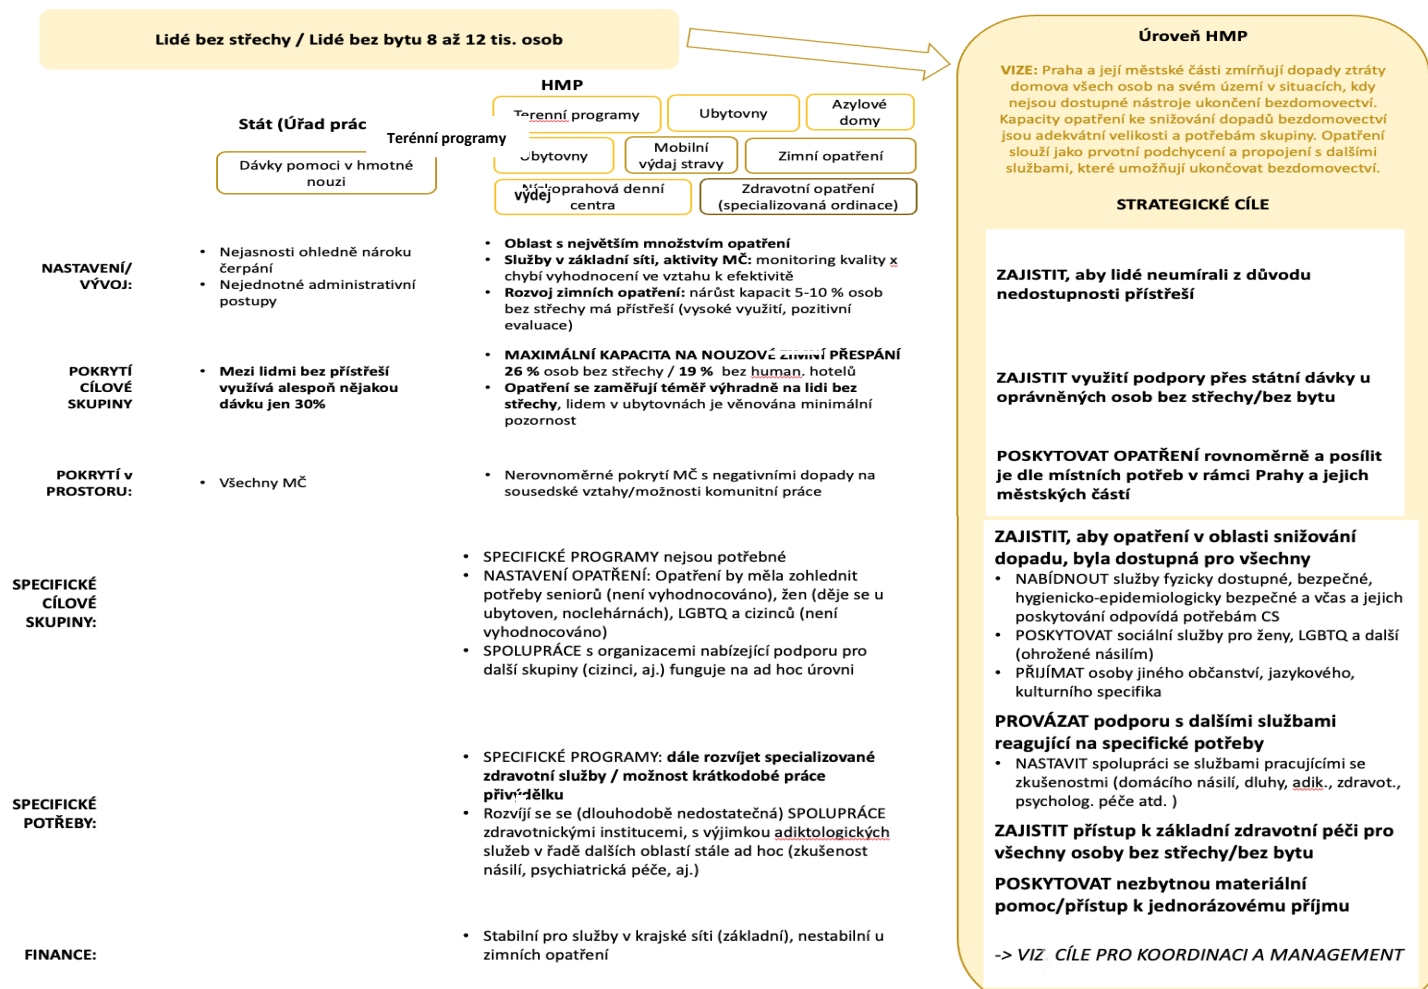 Lidé bez střechy / Lidé bez bytu 8 až 12 tis. osob
HMP
Stát (Úřad prác
Terénní programy
Terenní programy
Ubytovny
Azylové
domy
Ubytovny
Mobilní
výdaj stravy
Zimní opatření
Dávky pomoci v hmotné
nouzi
výdej
Nízkoprahová denní
centra
Zdravotní opatření
(specializovaná ordinace)
NASTAVENÍ/
VÝVOJ:
• Nejasnosti ohledně nároku
čerpání
• Nejednotné administrativní
postupy
• Oblast s největším množstvím opatření
• Služby v základní síti, aktivity MČ: monitoring kvality x
chybí vyhodnocení ve vztahu k efektivitě
• Rozvoj zimních opatření: nárůst kapacit 5-10 % osob
bez střechy má přístřeší (vysoké využití, pozitivní
evaluace)
POKRYTÍ
CÍLOVÉ
SKUPINY
• Mezi lidmi bez přístřeší
využívá alespoň nějakou
dávku jen 30%
• MAXIMÁLNÍ KAPACITA NA NOUZOVÉ ZIMNÍ PŘESPÁNÍ
26 % osob bez střechy / 19 % bez human. hotelů
• Opatření se zaměřují téměř výhradně na lidi bez
střechy, lidem v ubytovnách je věnována minimální
pozornost
POKRYTÍ v
PROSTORU:
• Všechny MČ
• Nerovnoměrné pokrytí MČ s negativními dopady na
sousedské vztahy/možnosti komunitní práce
SPECIFICKÉ
CÍLOVÉ
SKUPINY:
• SPECIFICKÉ PROGRAMY nejsou potřebné
• NASTAVENÍ OPATŘENÍ: Opatření by měla zohlednit
potřeby seniorů (není vyhodnocováno), žen (děje se u
ubytoven, noclehárnách), LGBTQ a cizinců (není
vyhodnocováno)
• SPOLUPRÁCE s organizacemi nabízející podporu pro
další skupiny (cizinci, aj.) funguje na ad hoc úrovni
SPECIFICKÉ
POTŘEBY:
• SPECIFICKÉ PROGRAMY: dále rozvíjet specializované
zdravotní služby / možnost krátkodobé práce
přivýdělku
• Rozvíjí se se (dlouhodobě nedostatečná) SPOLUPRÁCE
zdravotnickými institucemi, s výjimkou adiktologických
služeb v řadě dalších oblastí stále ad hoc (zkušenost
násilí, psychiatrická péče, aj.)
FINANCE:
• Stabilní pro služby v krajské síti (základní), nestabilní u
zimních opatření
Úroveň HMP
VIZE: Praha a její městské části zmírňují dopady ztráty
domova všech osob na svém území v situacích, kdy
nejsou dostupné nástroje ukončení bezdomovectví.
Kapacity opatření ke snižování dopadů bezdomovectví
jsou adekvátní velikosti a potřebám skupiny. Opatření
slouží jako prvotní podchycení a propojení s dalšími
službami, které umožňují ukončovat bezdomovectví.
STRATEGICKÉ CÍLE
ZAJISTIT, aby lidé neumírali z důvodu
nedostupnosti přístřeší
ZAJISTIT využití podpory přes státní dávky u
oprávněných osob bez střechy/bez bytu
POSKYTOVAT OPATŘENÍ rovnoměrně a posílit
je dle místních potřeb v rámci Prahy a jejich
městských částí
ZAJISTIT, aby opatření v oblasti snižování
dopadu, byla dostupná pro všechny
• NABÍDNOUT služby fyzicky dostupné, bezpečné,
hygienicko-epidemiologicky bezpečné a včas a jejich
poskytování odpovídá potřebám CS
• POSKYTOVAT sociální služby pro ženy, LGBTQ a další
(ohrožené násilím)
• PŘIJÍMAT osoby jiného občanství, jazykového,
kulturního specifika
PROVÁZAT podporu s dalšími službami
reagující na specifické potřeby
• NASTAVIT spolupráci se službami pracujícími se
zkušenostmi (domácího násilí, dluhy, adik., zdravot.,
psycholog. péče atd. )
ZAJISTIT přístup k základní zdravotní péči pro
všechny osoby bez střechy/bez bytu
POSKYTOVAT nezbytnou materiální
pomoc/přístup k jednorázovému příjmu
-> VIZ CÍLE PRO KOORDINACI A MANAGEMENT